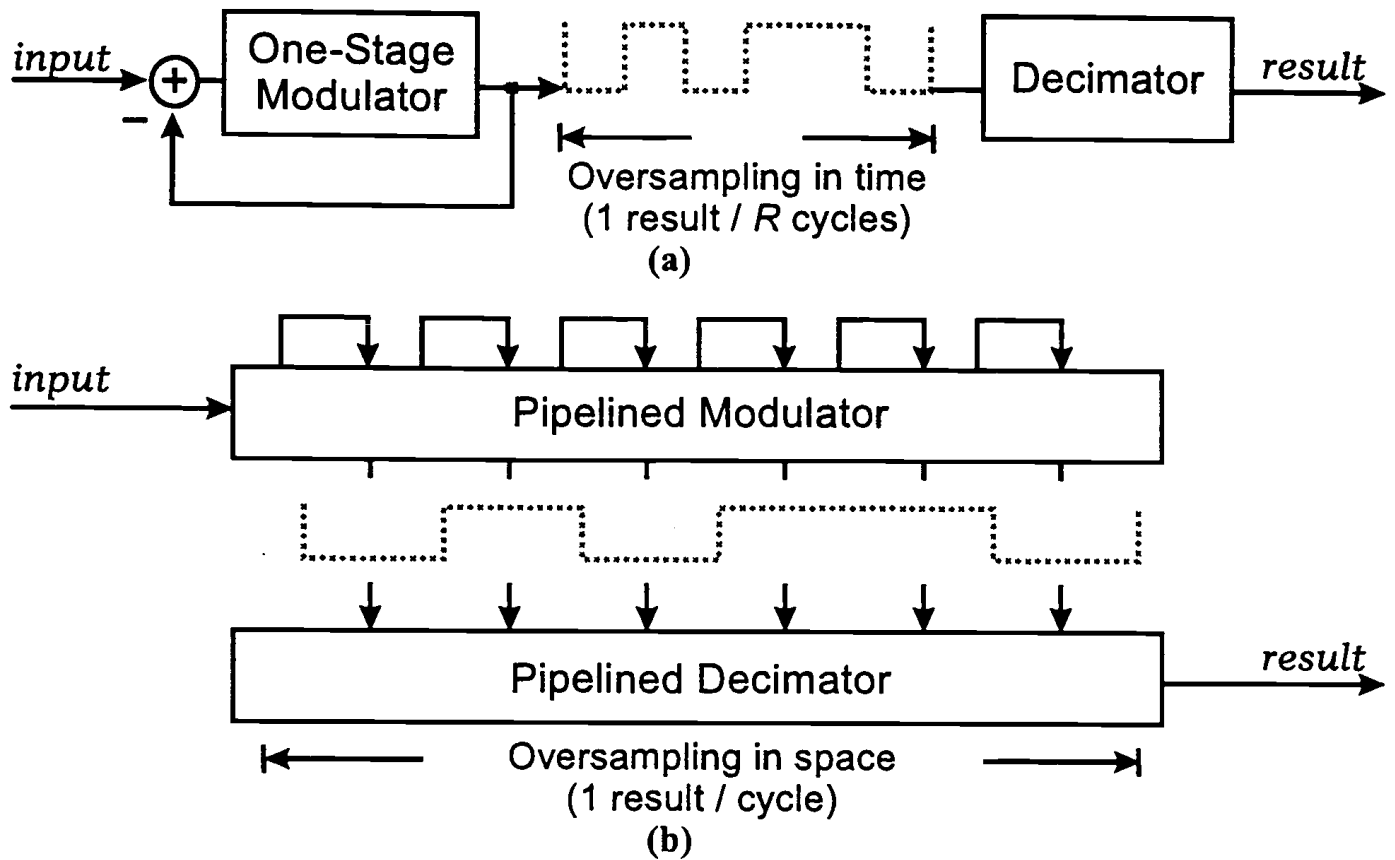 input
+
−
One-Stage
Modulator
Decimator
result
Oversampling in time
(1 result / R cycles)
(a)
input
Pipelined Modulator
Pipelined Decimator
result
Oversampling in space
(1 result / cycle)
(b)